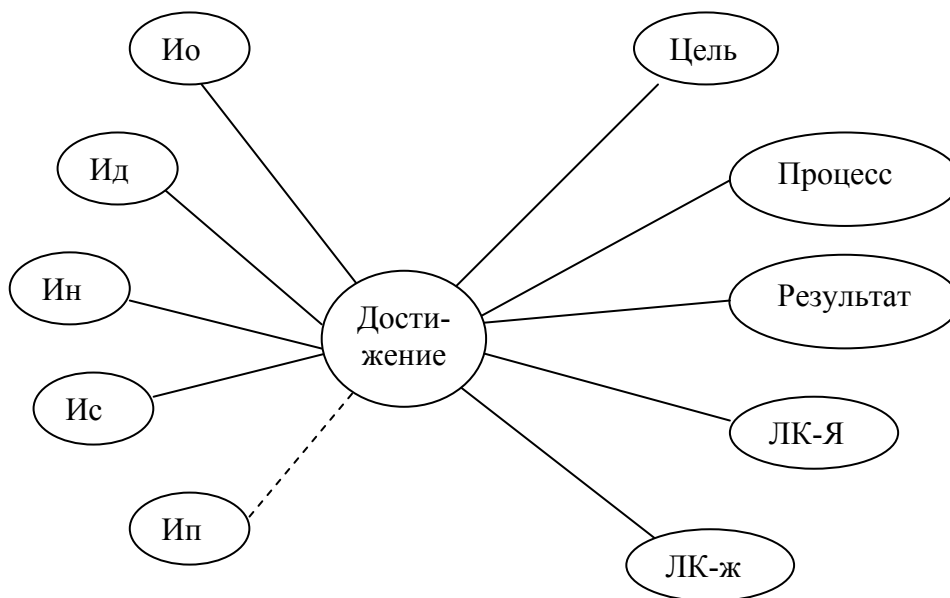 Ио
Цель
Ид
Процесс
Ин
Результат
Дости-
жение
Ис
ЛК-Я
Ип
ЛК-ж